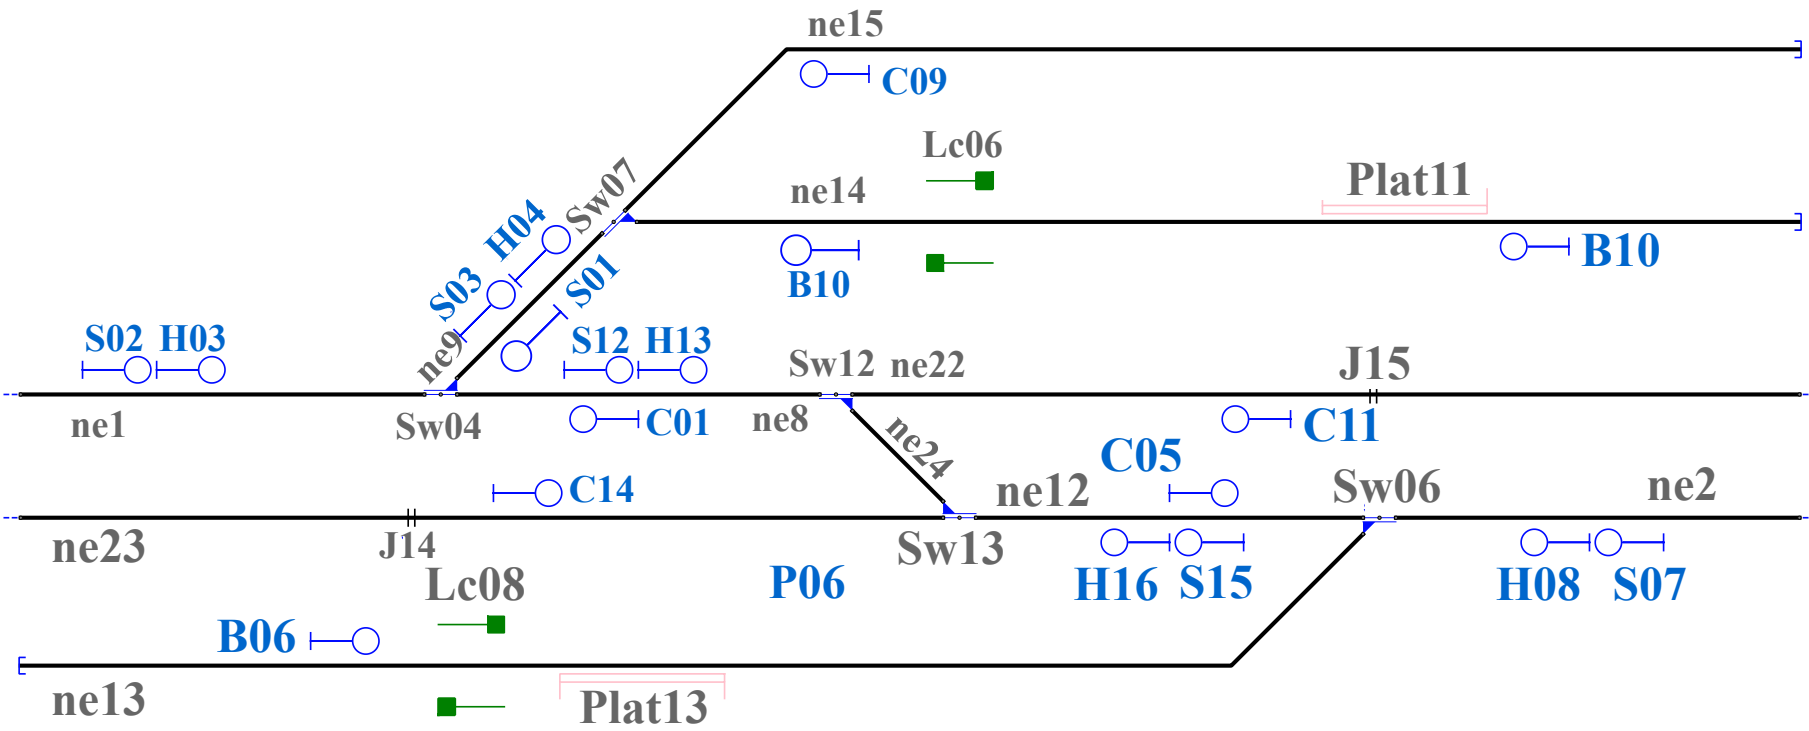 ne15
C09
Lc06
Sw07
ne14
Plat11
H04
S03
S01
B10
B10
S02 H03
ne9
S12 H13
Sw12 ne22
J15
ne1
Sw04
C01
ne8
ne24
C11
C05
C14
ne12
Sw06
ne2
ne23
J14
Sw13
Lc08
P06
H16 S15
H08 S07
B06
ne13
Plat13